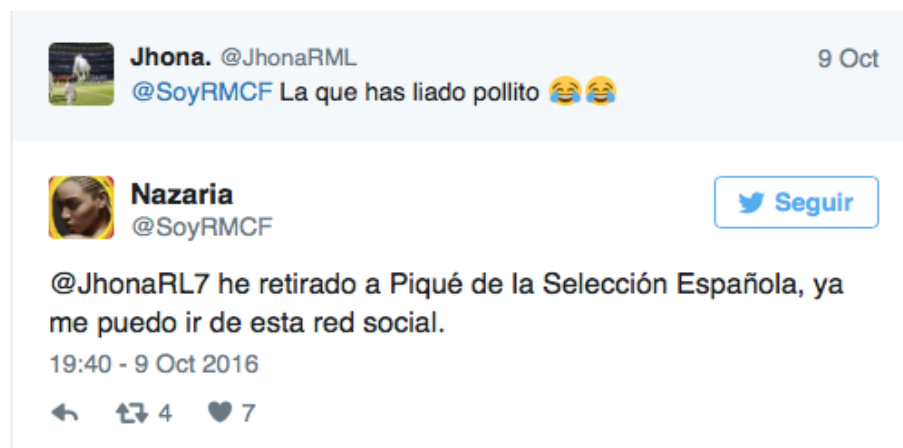 Jhona. @JhonaRML 9 Oct
@SoyRMCF La que has liado pollito 😂😂
Nazaria Seguir
@SoyRMCF
@JhonaRL7 he retirado a Piqué de la Selección Española, ya
me puedo ir de esta red social.
19:40 - 9 Oct 2016
4 7